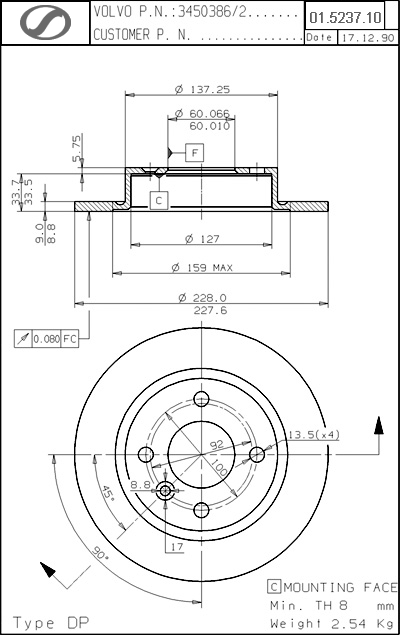 VOLVO P.N.:3450386/2.......
01.5237.10
CUSTOMER P. N. ...............
Date 17.12.90
Ø 137.25
Ø 60.066
60.010
F
5.75
33.7
33.5
C
9.0
8.8
Ø 127
Ø 159 MAX
Ø 228.0
227.6
0.080 FC
92
100
13.5(x4)
8.8
45°
17
90°
C MOUNTING FACE
Min. TH 8 mm
Type DP
Weight 2.54 Kg